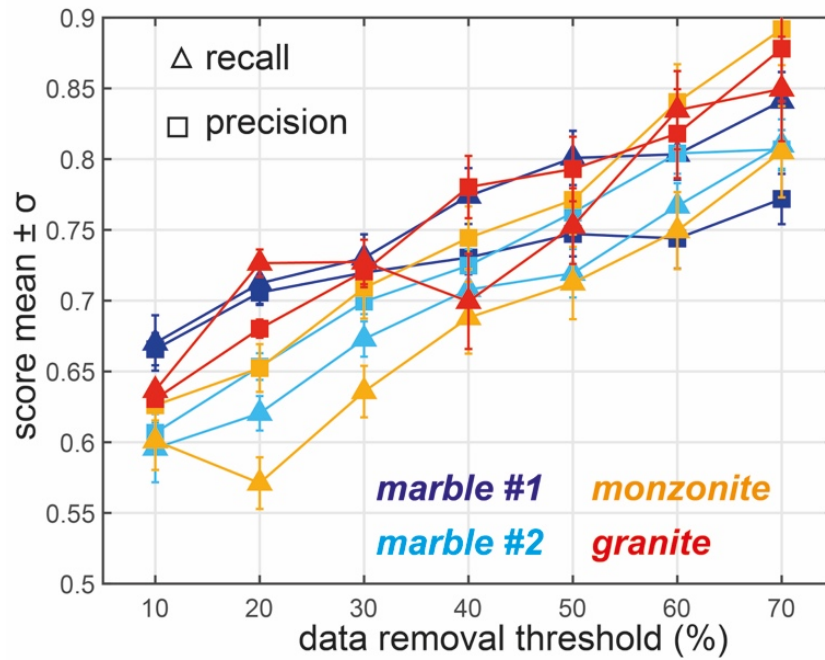 0.9
0.85
0.8
0.75
0.7
0.65
0.6
0.55
0.5
score mean ± σ
recall
precision
marble #1 monzonite
marble #2 granite
10 20 30 40 50 60 70
data removal threshold (%)